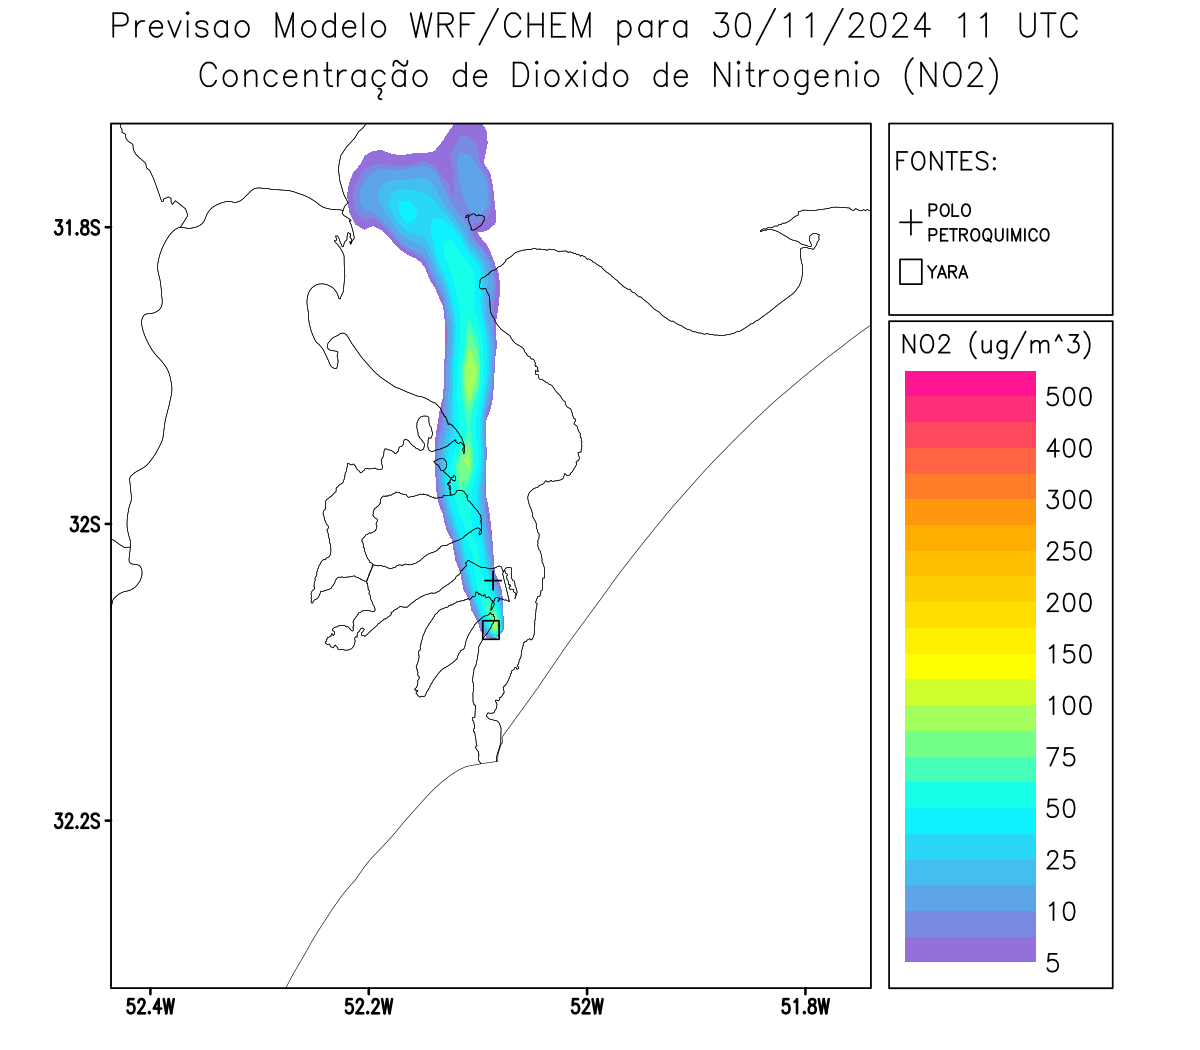 Previsao Modelo WRF/CHEM para 30/11/2024 11 UTC
Concentração de Dioxido de Nitrogenio (NO2)
FONTES:
POLO
PETROQUIMICO
YARA
NO2 (ug/m^3)
500
400
300
250
200
150
100
75
50
25
10
5
31.8S
32S
32.2S
52.4W
52.2W
52W
51.8W